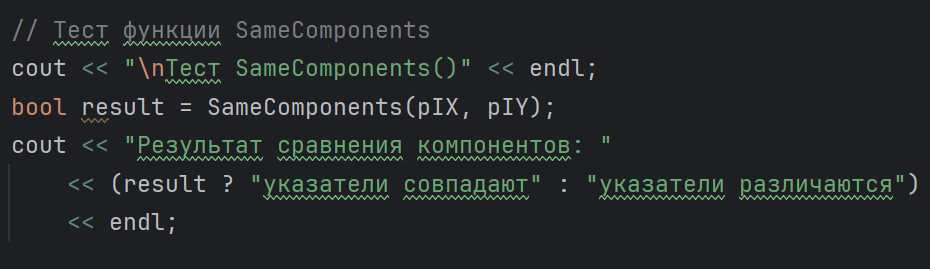 // Тест функции SameComponents
cout << "\nТест SameComponents()" << endl;
bool result = SameComponents(pIX, pIY);
cout << "Результат сравнения компонентов: "
    << (result ? "указатели совпадают" : "указатели различаются")
    << endl;